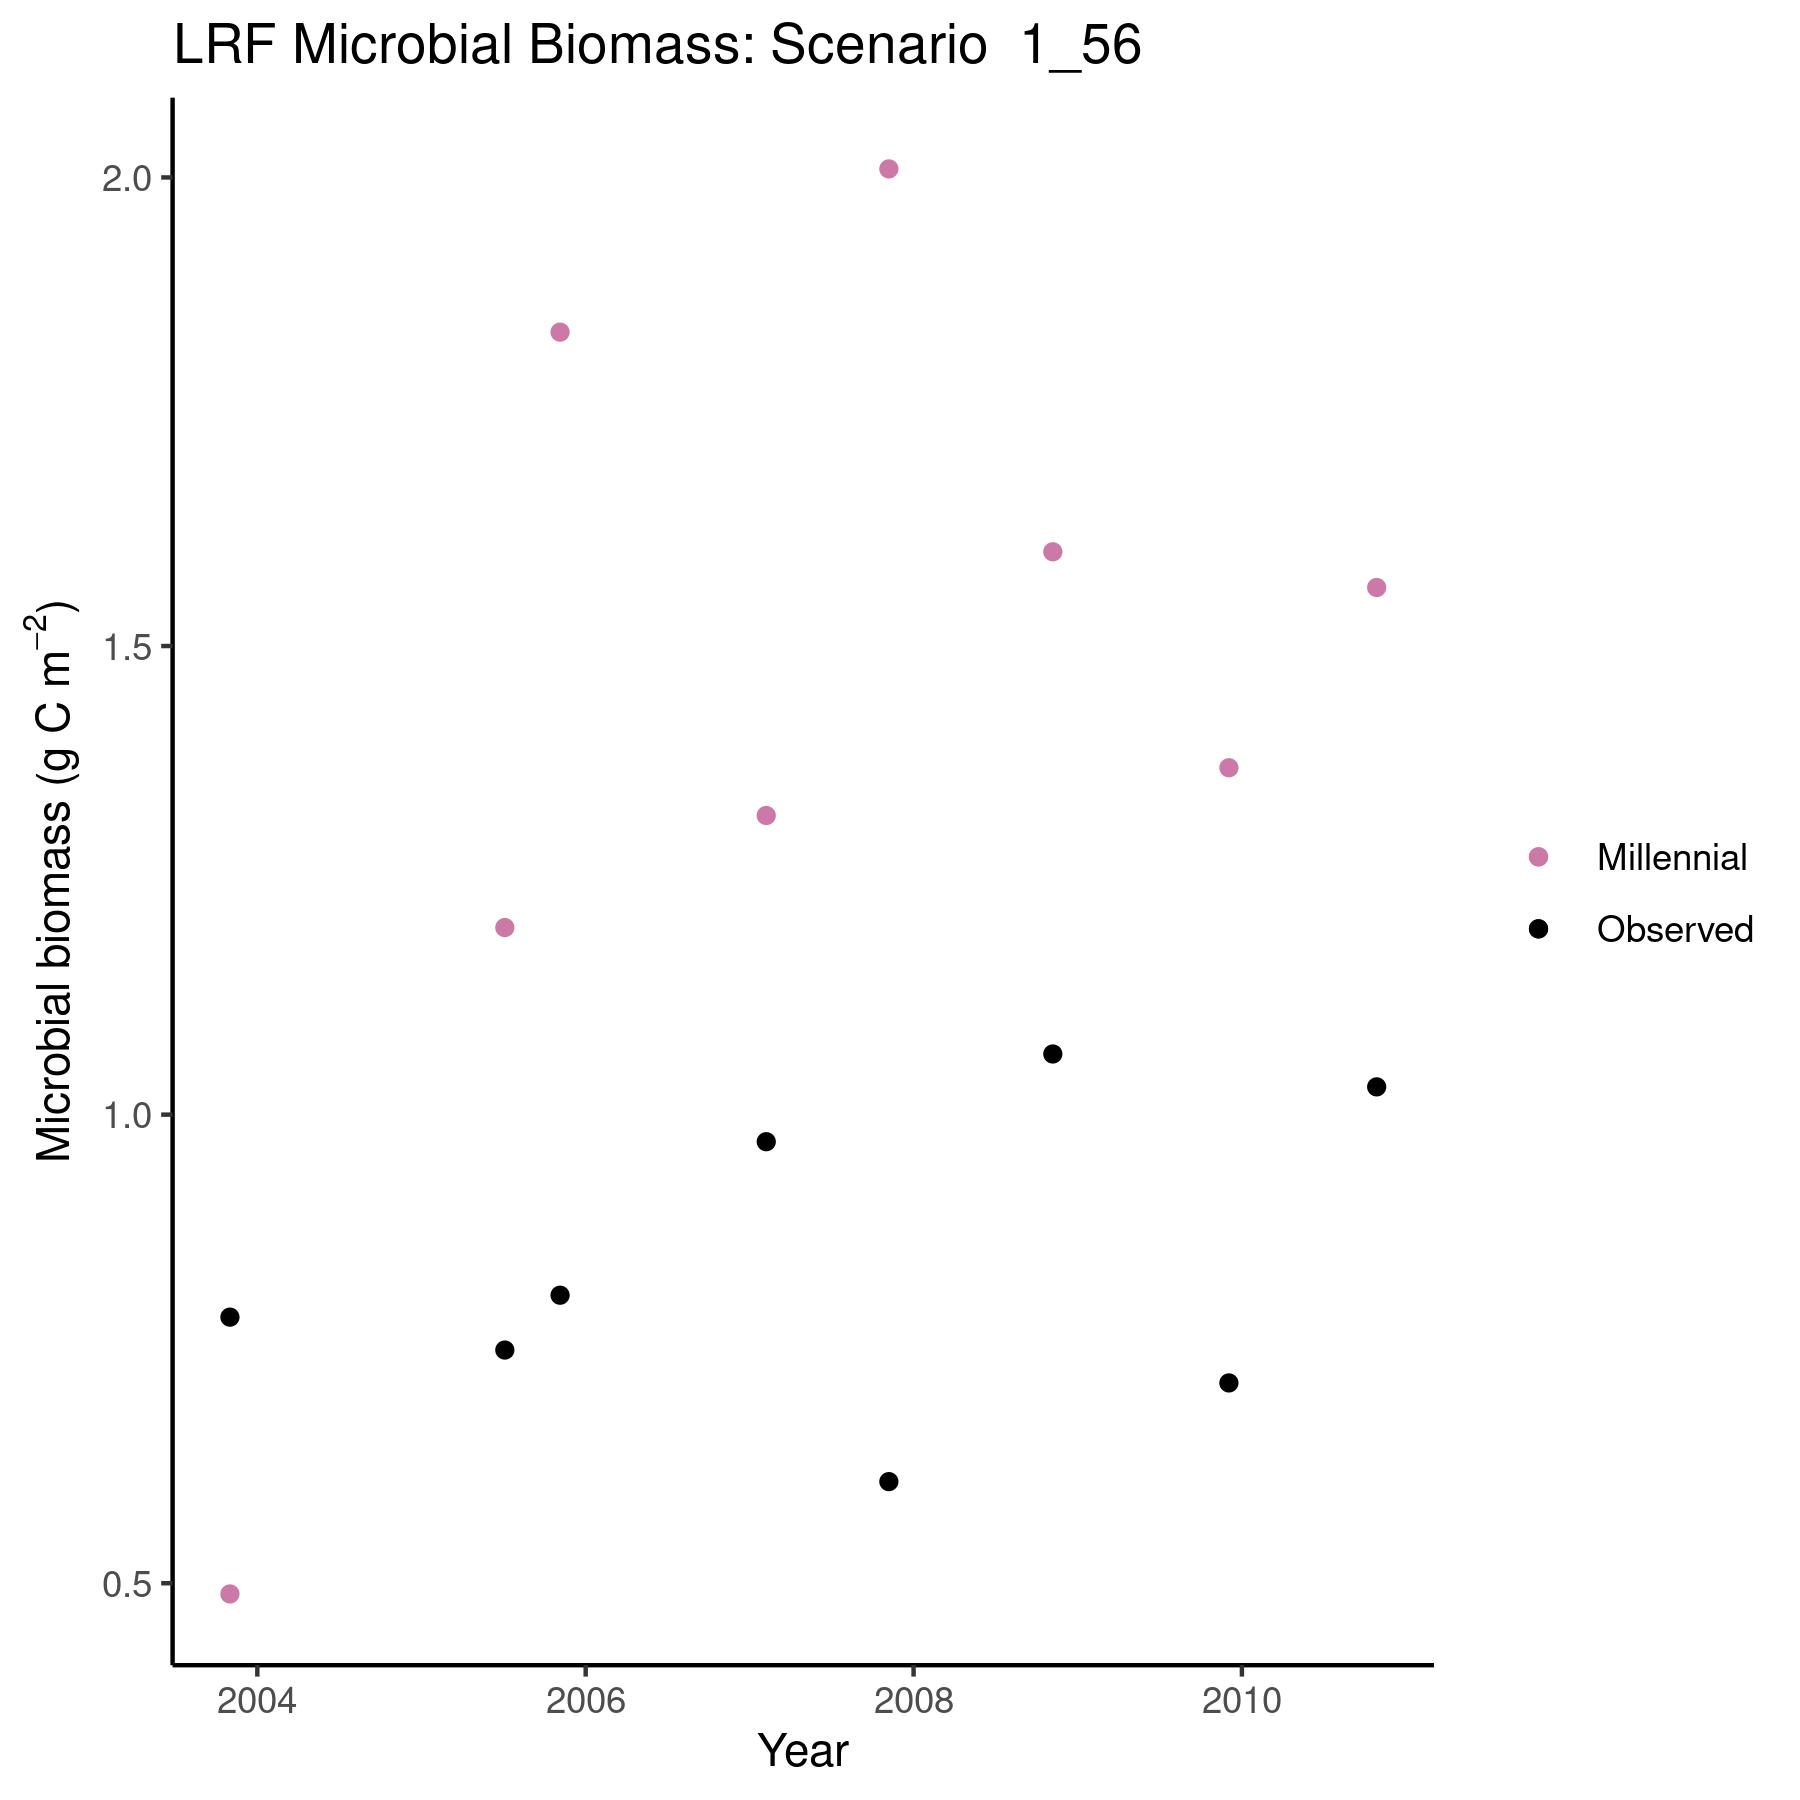 LRF Microbial Biomass: Scenario  1_56
Microbial biomass (g C m⁻²)
2.0
1.5
1.0
0.5
2004 2006 2008 2010
Year
Millennial
Observed